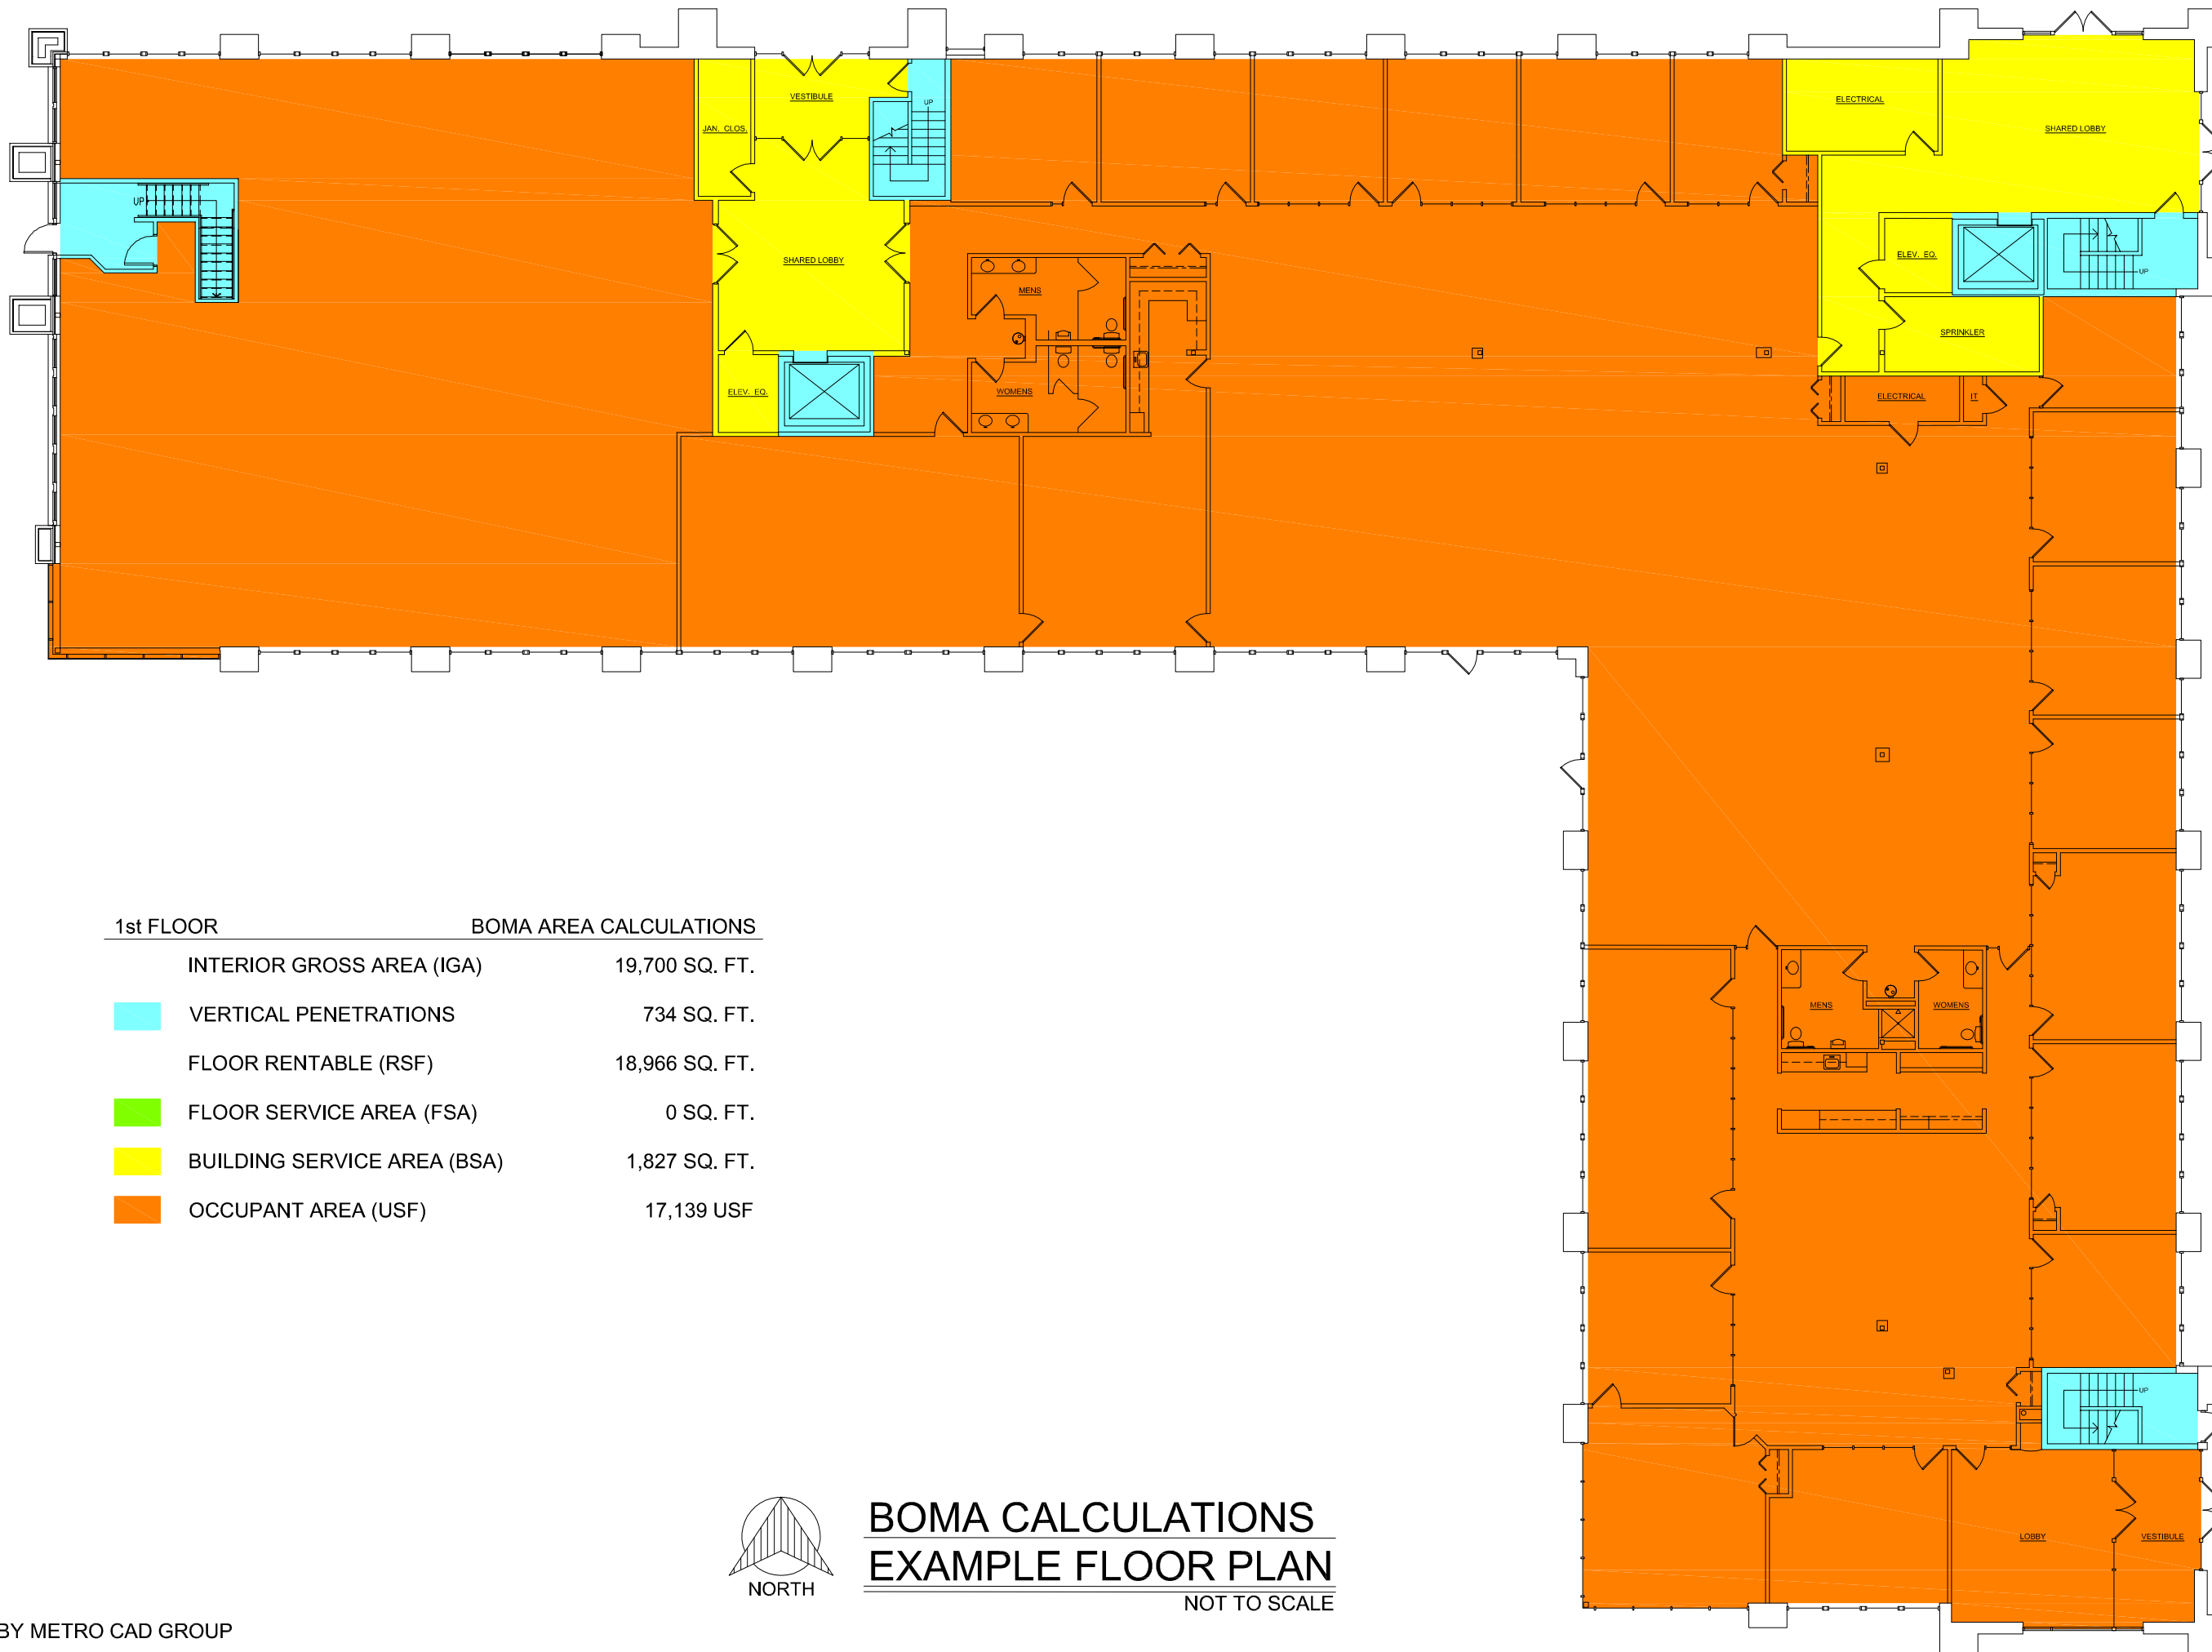 VESTIBULE
ELECTRICAL
UP
JAN. CLOS.
SHARED LOBBY
UP
SHARED LOBBY
ELEV. EQ.
UP
MENS
SPRINKLER
ELEV. EQ.
WOMENS
ELECTRICAL
IT
1st FLOOR BOMA AREA CALCULATIONS
INTERIOR GROSS AREA (IGA) 19,700 SQ. FT.
VERTICAL PENETRATIONS 734 SQ. FT.
FLOOR RENTABLE (RSF) 18,966 SQ. FT.
FLOOR SERVICE AREA (FSA) 0 SQ. FT.
BUILDING SERVICE AREA (BSA) 1,827 SQ. FT.
OCCUPANT AREA (USF) 17,139 USF
MENS
WOMENS
UP
LOBBY
VESTIBULE
NORTH
BOMA CALCULATIONS
EXAMPLE FLOOR PLAN
NOT TO SCALE
BY METRO CAD GROUP